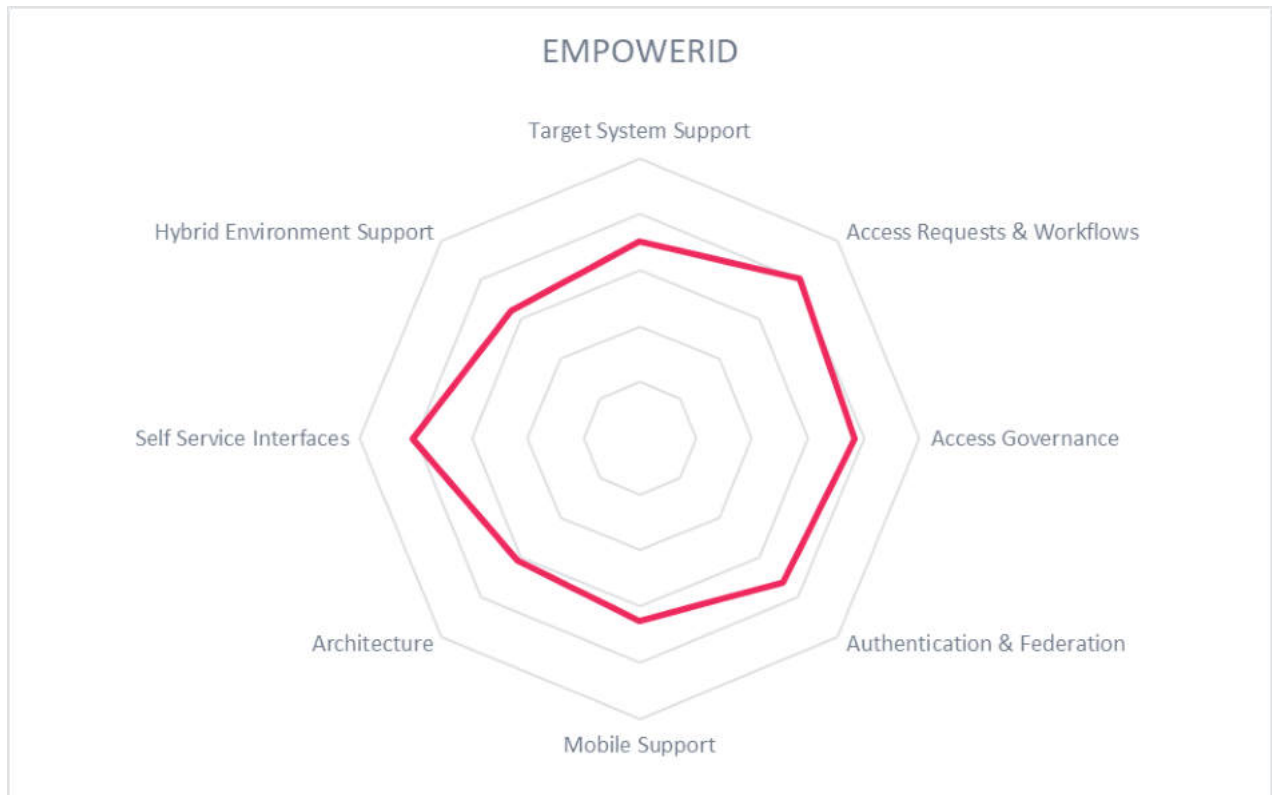 EMPOWERID
Target System Support
Hybrid Environment Support
Access Requests & Workflows
Self Service Interfaces
Access Governance
Architecture
Authentication & Federation
Mobile Support